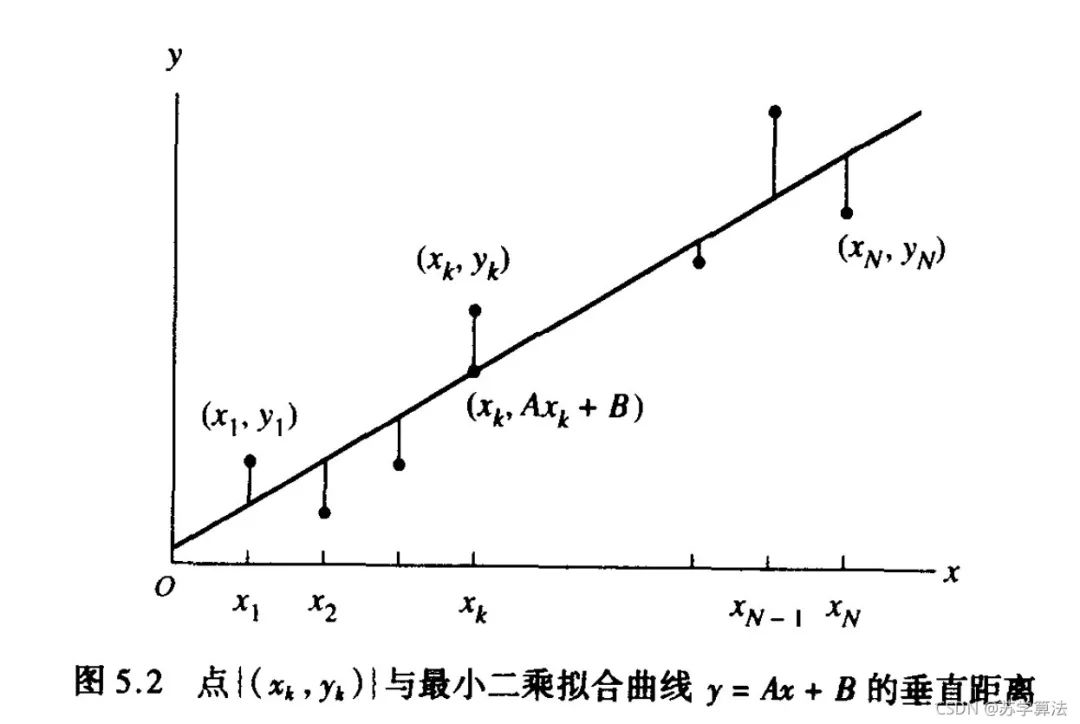 y
(x_N, y_N)
(x_k, y_k)
(x_k, Ax_k + B)
(x_1, y_1)
O
x
x_1 x_2 x_k x_{N-1} x_N
图 5.2 点{(x_k, y_k)}与最小二乘拟合曲线 y = Ax + B 的垂直距离
CSDN @苏学算法